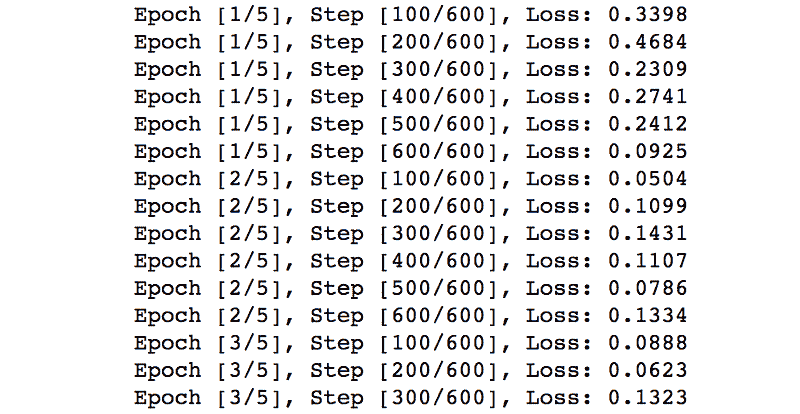 Epoch [1/5], Step [100/600], Loss: 0.3398
Epoch [1/5], Step [200/600], Loss: 0.4684
Epoch [1/5], Step [300/600], Loss: 0.2309
Epoch [1/5], Step [400/600], Loss: 0.2741
Epoch [1/5], Step [500/600], Loss: 0.2412
Epoch [1/5], Step [600/600], Loss: 0.0925
Epoch [2/5], Step [100/600], Loss: 0.0504
Epoch [2/5], Step [200/600], Loss: 0.1099
Epoch [2/5], Step [300/600], Loss: 0.1431
Epoch [2/5], Step [400/600], Loss: 0.1107
Epoch [2/5], Step [500/600], Loss: 0.0786
Epoch [2/5], Step [600/600], Loss: 0.1334
Epoch [3/5], Step [100/600], Loss: 0.0888
Epoch [3/5], Step [200/600], Loss: 0.0623
Epoch [3/5], Step [300/600], Loss: 0.1323